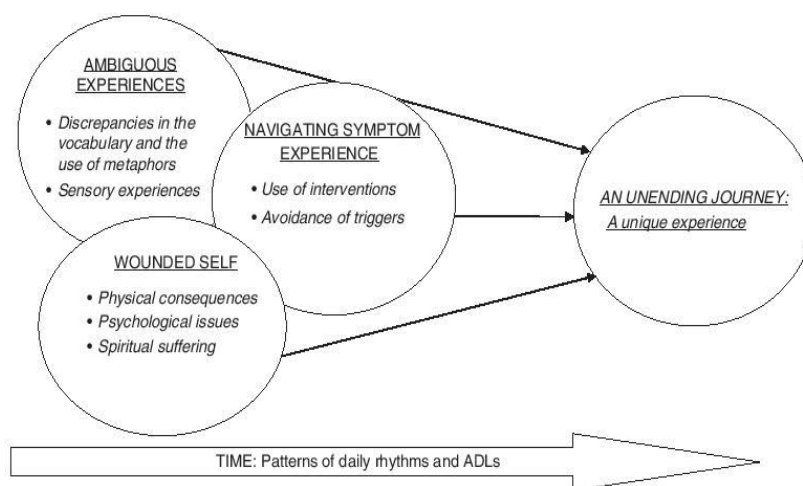 AMBIGUOUS
EXPERIENCES
• Discrepancies in the
vocabulary and the
use of metaphors
• Sensory experiences
NAVIGATING SYMPTOM
EXPERIENCE
• Use of interventions
• Avoidance of triggers
WOUNDED SELF
• Physical consequences
• Psychological issues
• Spiritual suffering
AN UNENDING JOURNEY:
A unique experience
TIME: Patterns of daily rhythms and ADLs